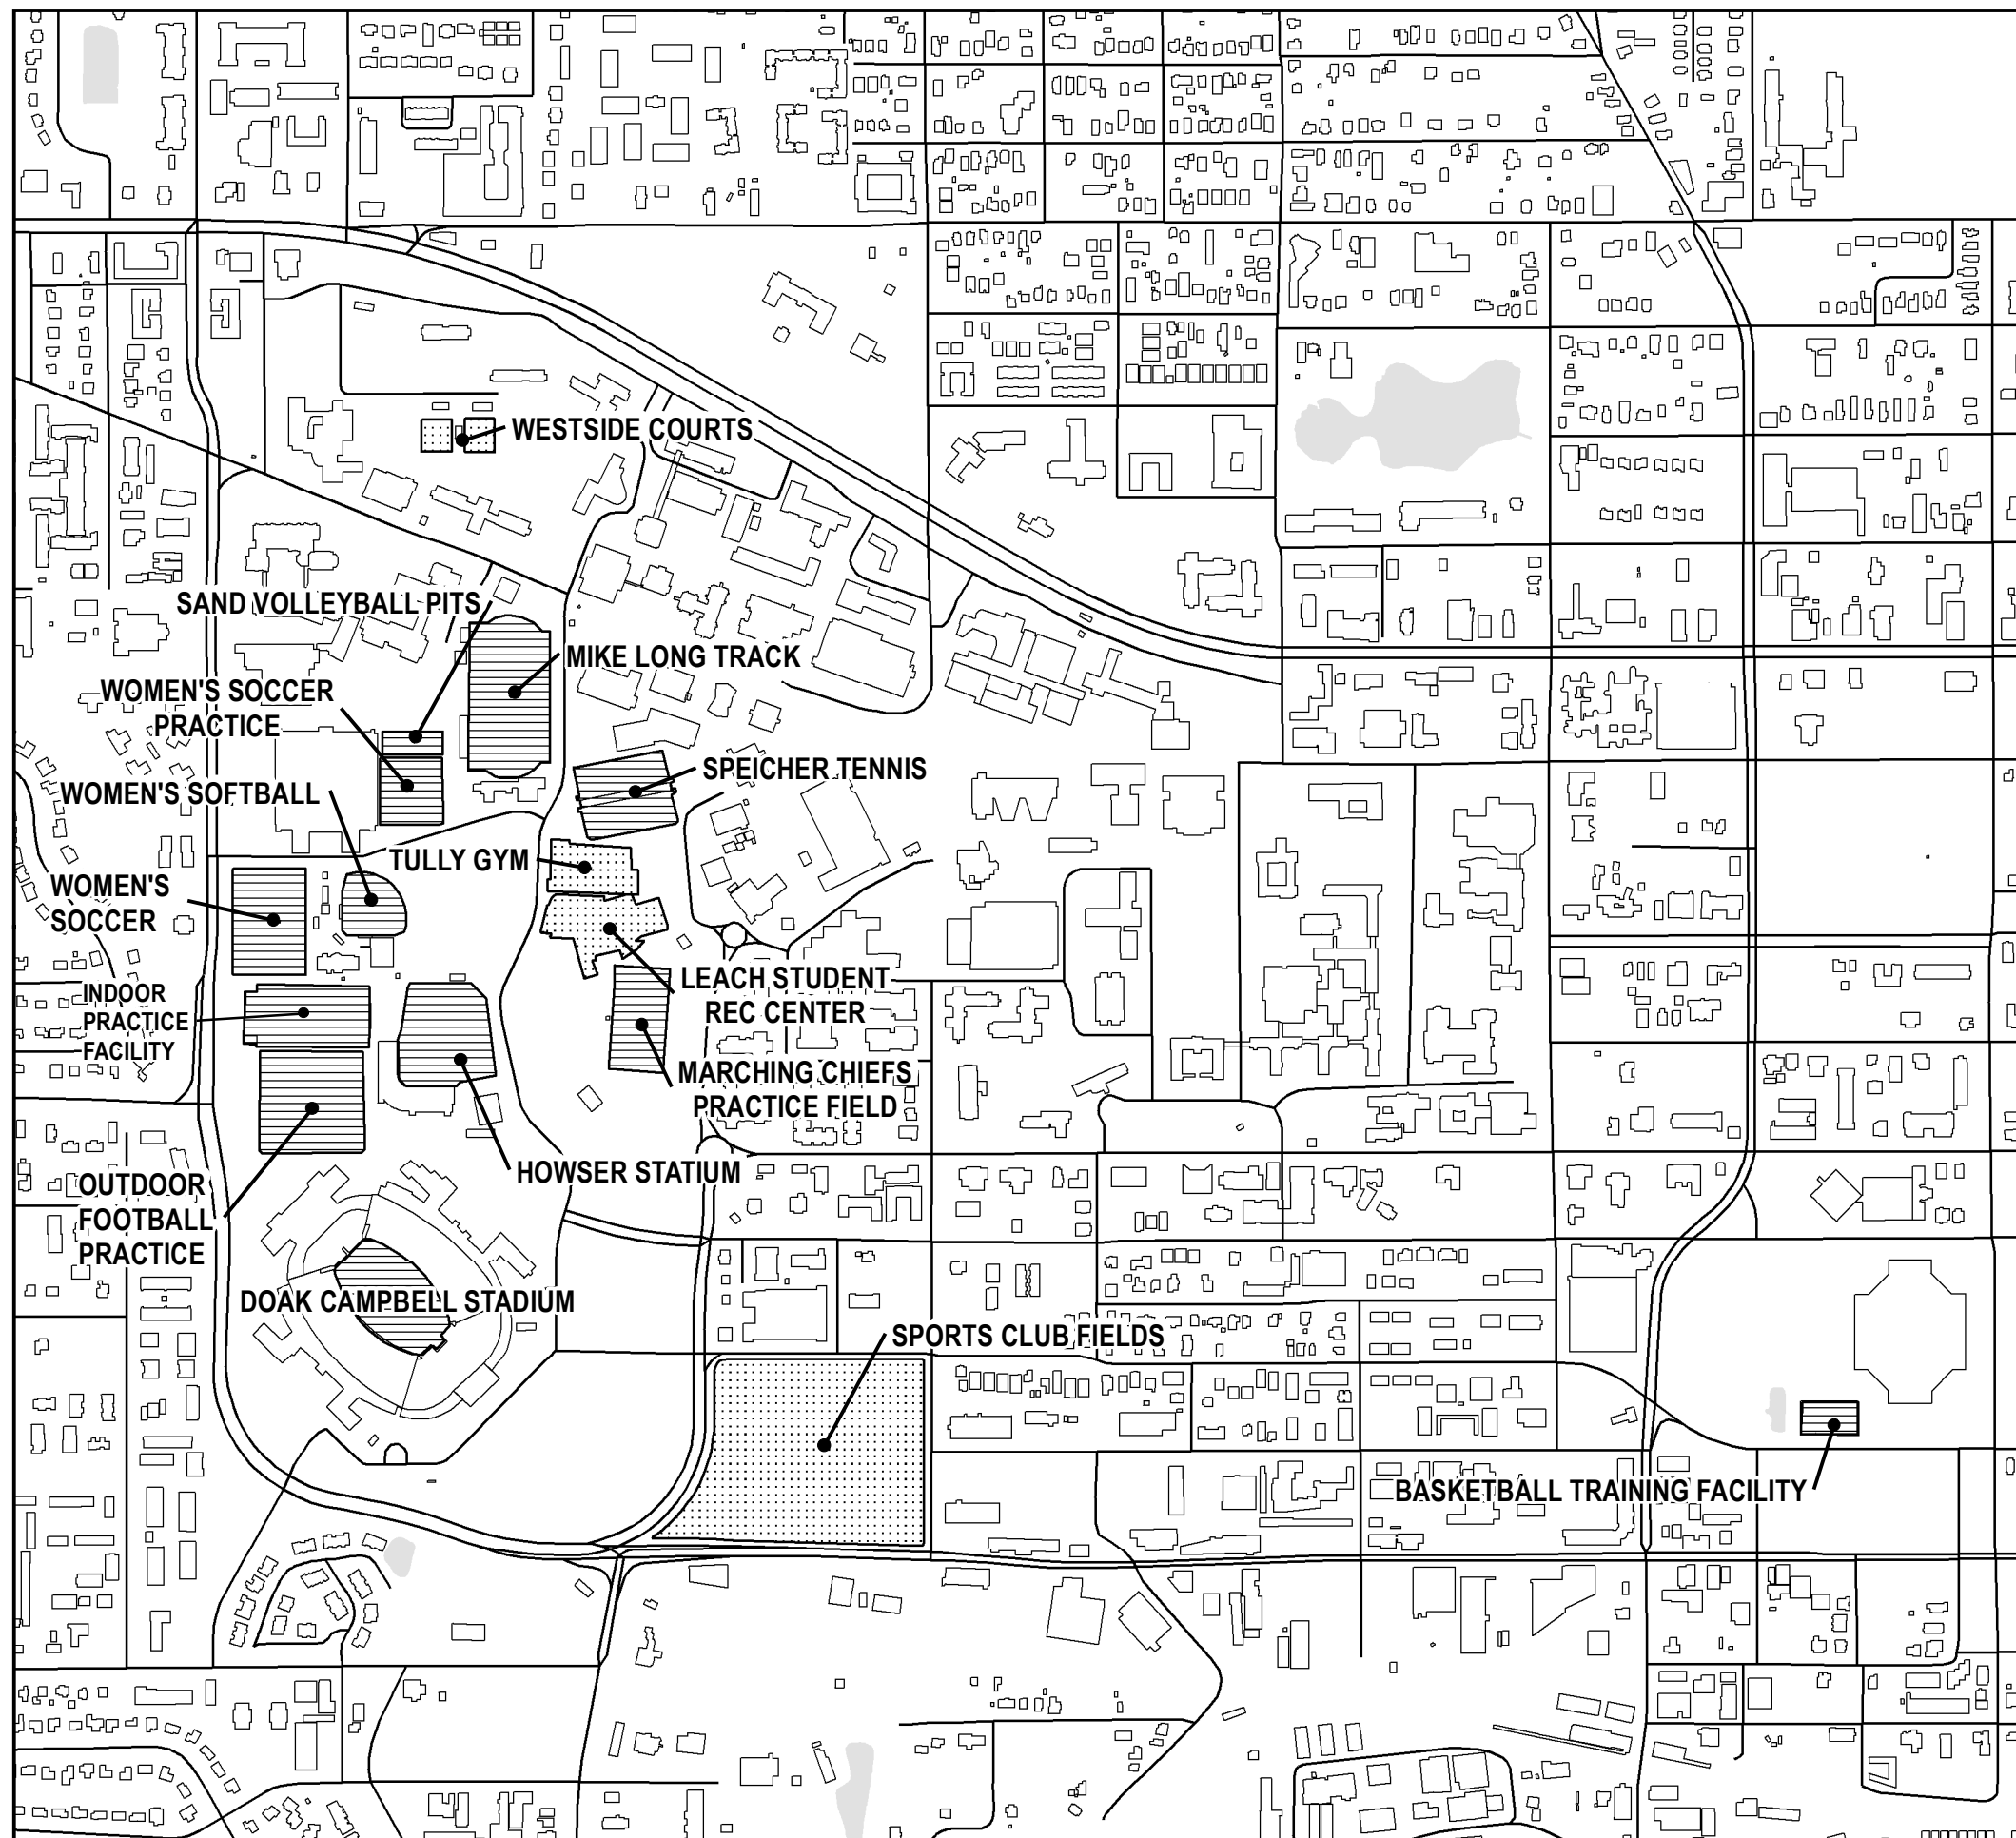 WESTSIDE COURTS
SAND VOLLEYBALL PITS
MIKE LONG TRACK
WOMEN'S SOCCER
PRACTICE
SPEICHER TENNIS
WOMEN'S SOFTBALL
TULLY GYM
WOMEN'S
SOCCER
LEACH STUDENT
REC CENTER
INDOOR
PRACTICE
FACILITY
MARCHING CHIEFS
PRACTICE FIELD
HOWSER STATIUM
OUTDOOR
FOOTBALL
PRACTICE
DOAK CAMPBELL STADIUM
SPORTS CLUB FIELDS
BASKETBALL TRAINING FACILITY